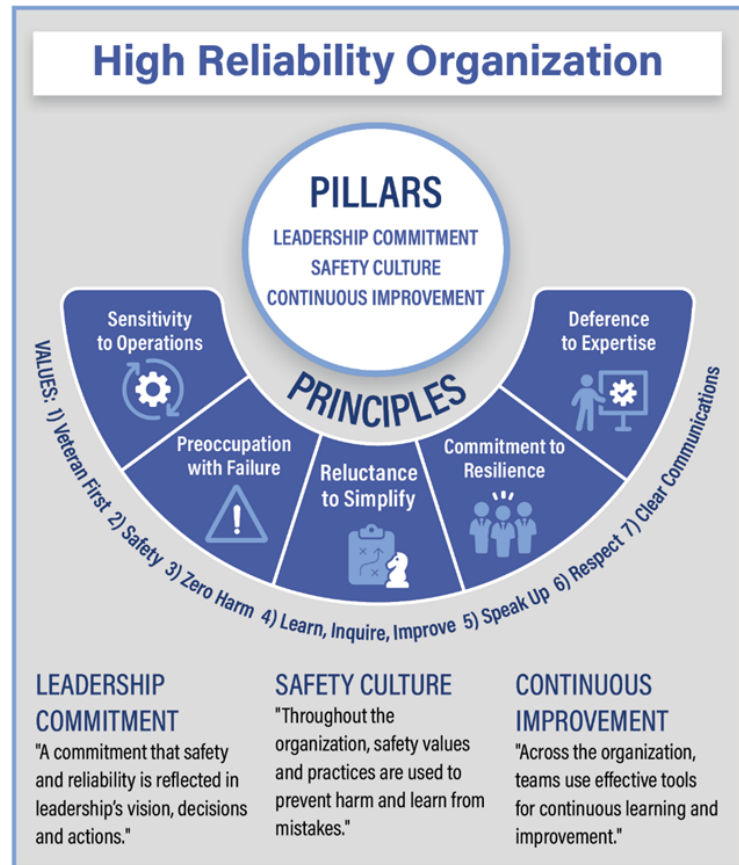 High Reliability Organization
PILLARS
LEADERSHIP COMMITMENT
SAFETY CULTURE
CONTINUOUS IMPROVEMENT
PRINCIPLES
Sensitivity
to Operations
Preoccupation
with Failure
Reluctance
to Simplify
Commitment to
Resilience
Deference
to Expertise
VALUES: 1) Veteran First 2) Safety 3) Zero Harm 4) Learn, Inquire, Improve 5) Speak Up 6) Respect 7) Clear Communications
LEADERSHIP
COMMITMENT
"A commitment that safety
and reliability is reflected in
leadership's vision, decisions
and actions."
SAFETY CULTURE
"Throughout the
organization, safety values
and practices are used to
prevent harm and learn from
mistakes."
CONTINUOUS
IMPROVEMENT
"Across the organization,
teams use effective tools
for continuous learning and
improvement."